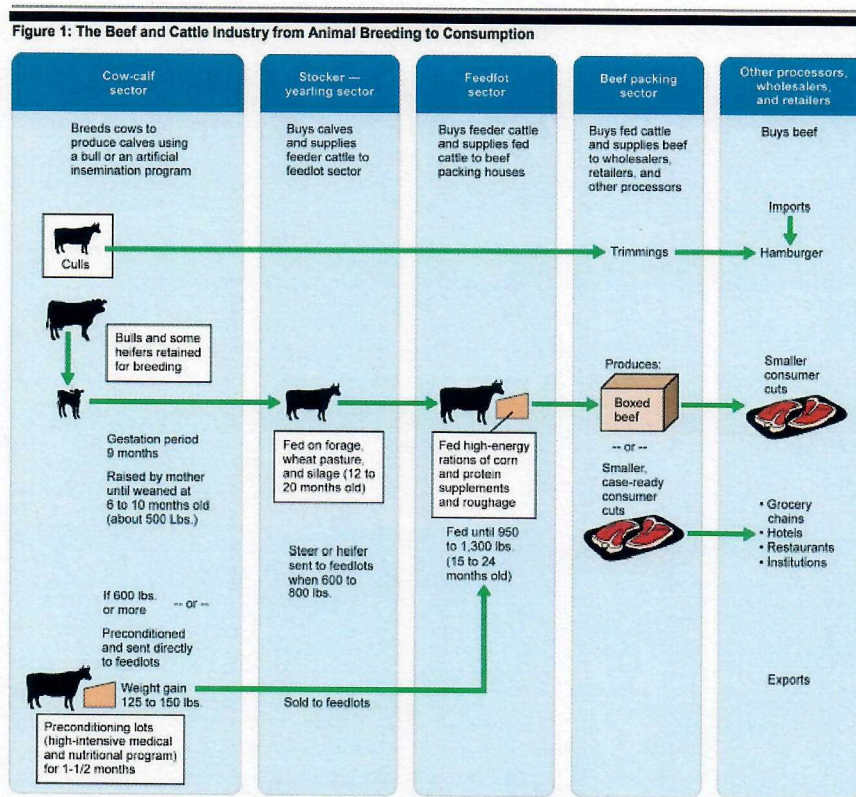 Figure 1: The Beef and Cattle Industry from Animal Breeding to Consumption
Cow-calf
sector
Breeds cows to
produce calves using
a bull or an artificial
insemination program
Culls
Bulls and some
heifers retained
for breeding
Gestation period
9 months
Raised by mother
until weaned at
6 to 10 months old
(about 500 Lbs.)
If 600 lbs.
or more
-- or --
Preconditioned
and sent directly
to feedlots
Weight gain
125 to 150 lbs.
Preconditioning lots
(high-intensive medical
and nutritional program)
for 1-1/2 months
Stocker —
yearling sector
Buys calves
and supplies
feeder cattle to
feedlot sector
Fed on forage,
wheat pasture,
and silage (12 to
20 months old)
Steer or heifer
sent to feedlots
when 600 to
800 lbs.
Sold to feedlots
Feedlot
sector
Buys feeder cattle
and supplies fed
cattle to beef
packing houses
Fed high-energy
rations of corn
and protein
supplements
and roughage
Fed until 950
to 1,300 lbs.
(15 to 24
months old)
Beef packing
sector
Buys fed cattle
and supplies beef
to wholesalers,
retailers, and
other processors
Trimmings
Produces:
Boxed
beef
-- or --
Smaller,
case-ready
consumer
cuts
Other processors,
wholesalers,
and retailers
Buys beef
Imports
Hamburger
Smaller
consumer
cuts
• Grocery
chains
• Hotels
• Restaurants
• Institutions
Exports